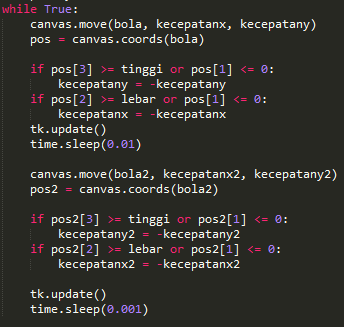 while True:
    canvas.move(bola, kecepatanx, kecepatany)
    pos = canvas.coords(bola)

    if pos[3] >= tinggi or pos[1] <= 0:
        kecepatany = -kecepatany
    if pos[2] >= lebar or pos[1] <= 0:
        kecepatanx = -kecepatanx
    tk.update()
    time.sleep(0.01)

    canvas.move(bola2, kecepatanx2, kecepatany2)
    pos2 = canvas.coords(bola2)

    if pos2[3] >= tinggi or pos2[1] <= 0:
        kecepatany2 = -kecepatany2
    if pos2[2] >= lebar or pos2[1] <= 0:
        kecepatanx2 = -kecepatanx2

    tk.update()
    time.sleep(0.001)